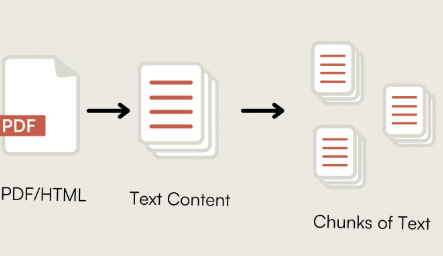 PDF
PDF/HTML
Text Content
Chunks of Text